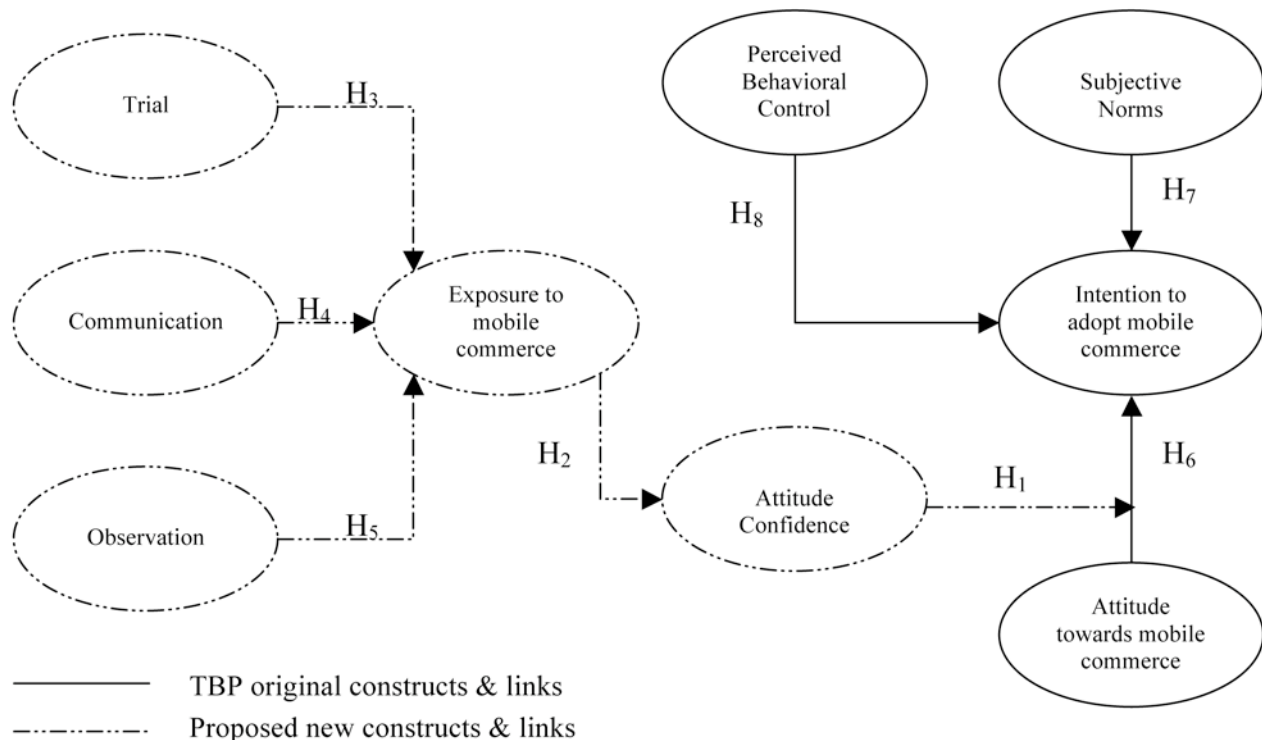 Trial
H3
Communication
H4
Observation
H5
Exposure to
mobile
commerce
H2
Attitude
Confidence
H1
Perceived
Behavioral
Control
H8
Subjective
Norms
H7
Intention to
adopt mobile
commerce
H6
Attitude
towards mobile
commerce
TBP original constructs & links
Proposed new constructs & links